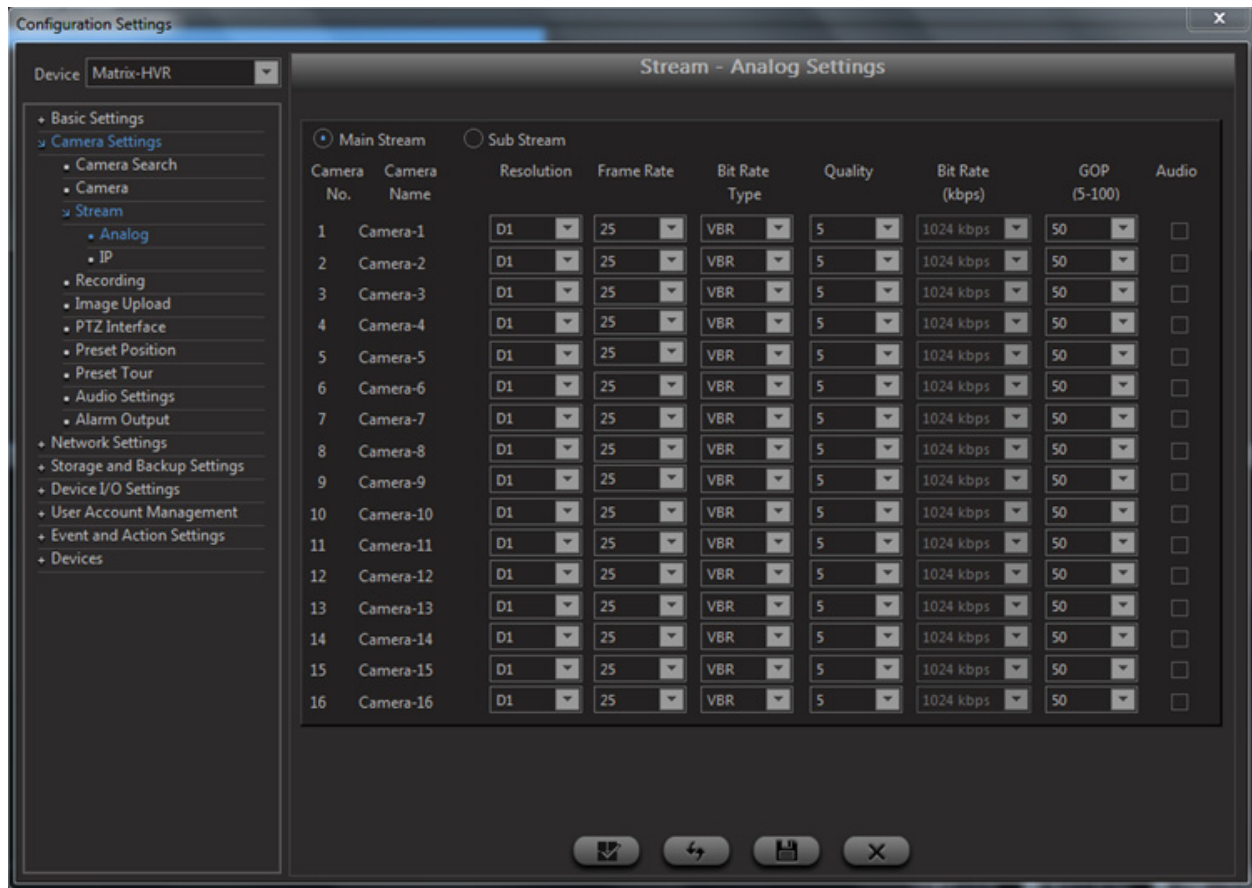 Configuration Settings
x
Device Matrix-HVR
Stream - Analog Settings
+ Basic Settings
Camera Settings
Camera Search
Camera
Stream
Analog
IP
Recording
Image Upload
PTZ Interface
Preset Position
Preset Tour
Audio Settings
Alarm Output
+ Network Settings
+ Storage and Backup Settings
+ Device I/O Settings
+ User Account Management
+ Event and Action Settings
+ Devices
Main Stream Sub Stream
Camera Camera Resolution Frame Rate Bit Rate Quality Bit Rate GOP Audio
No. Name Type (kbps) (5-100)
1 Camera-1 D1 25 VBR 5 1024 kbps 50
2 Camera-2 D1 25 VBR 5 1024 kbps 50
3 Camera-3 D1 25 VBR 5 1024 kbps 50
4 Camera-4 D1 25 VBR 5 1024 kbps 50
5 Camera-5 D1 25 VBR 5 1024 kbps 50
6 Camera-6 D1 25 VBR 5 1024 kbps 50
7 Camera-7 D1 25 VBR 5 1024 kbps 50
8 Camera-8 D1 25 VBR 5 1024 kbps 50
9 Camera-9 D1 25 VBR 5 1024 kbps 50
10 Camera-10 D1 25 VBR 5 1024 kbps 50
11 Camera-11 D1 25 VBR 5 1024 kbps 50
12 Camera-12 D1 25 VBR 5 1024 kbps 50
13 Camera-13 D1 25 VBR 5 1024 kbps 50
14 Camera-14 D1 25 VBR 5 1024 kbps 50
15 Camera-15 D1 25 VBR 5 1024 kbps 50
16 Camera-16 D1 25 VBR 5 1024 kbps 50